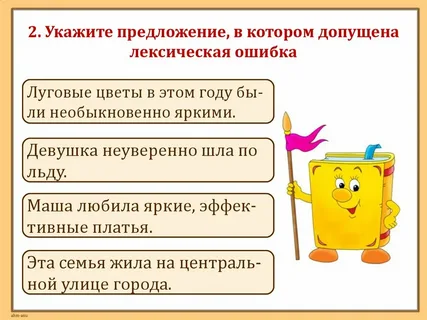 2. Укажите предложение, в котором допущена
лексическая ошибка
Луговые цветы в этом году бы-
ли необыкновенно яркими.
Девушка неуверенно шла по
льду.
Маша любила яркие, эффек-
тивные платья.
Эта семья жила на централь-
ной улице города.